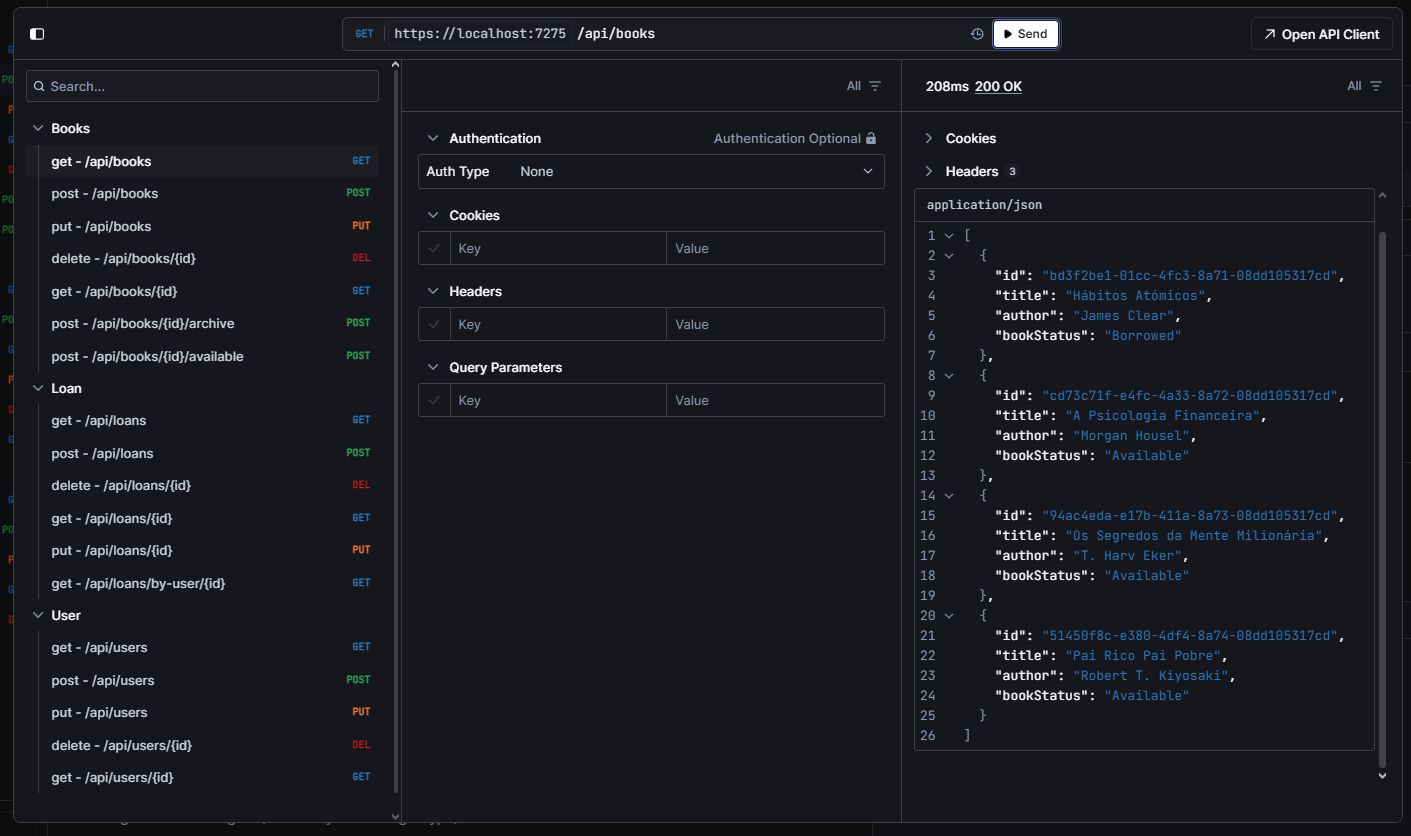 GET https://localhost:7275 /api/books Send Open API Client
Search...
Books
get - /api/books GET
post - /api/books POST
put - /api/books PUT
delete - /api/books/{id} DEL
get - /api/books/{id} GET
post - /api/books/{id}/archive POST
post - /api/books/{id}/available POST
Loan
get - /api/loans GET
post - /api/loans POST
delete - /api/loans/{id} DEL
get - /api/loans/{id} GET
put - /api/loans/{id} PUT
get - /api/loans/by-user/{id} GET
User
get - /api/users GET
post - /api/users POST
put - /api/users PUT
delete - /api/users/{id} DEL
get - /api/users/{id} GET
All
Authentication Authentication Optional
Auth Type None
Cookies
Key Value
Headers
Key Value
Query Parameters
Key Value
208ms 200 OK All
Cookies
Headers 3
application/json
1 [
2 {
3 "id": "bd3f2be1-01cc-4fc3-8a71-08dd105317cd",
4 "title": "Hábitos Atómicos",
5 "author": "James Clear",
6 "bookStatus": "Borrowed"
7 },
8 {
9 "id": "cd73c71f-e4fc-4a33-8a72-08dd105317cd",
10 "title": "A Psicologia Financeira",
11 "author": "Morgan Housel",
12 "bookStatus": "Available"
13 },
14 {
15 "id": "94ac4eda-e17b-411a-8a73-08dd105317cd",
16 "title": "Os Segredos da Mente Milionária",
17 "author": "T. Harv Eker",
18 "bookStatus": "Available"
19 },
20 {
21 "id": "51450f8c-e380-4df4-8a74-08dd105317cd",
22 "title": "Pai Rico Pai Pobre",
23 "author": "Robert T. Kiyosaki",
24 "bookStatus": "Available"
25 }
26 ]